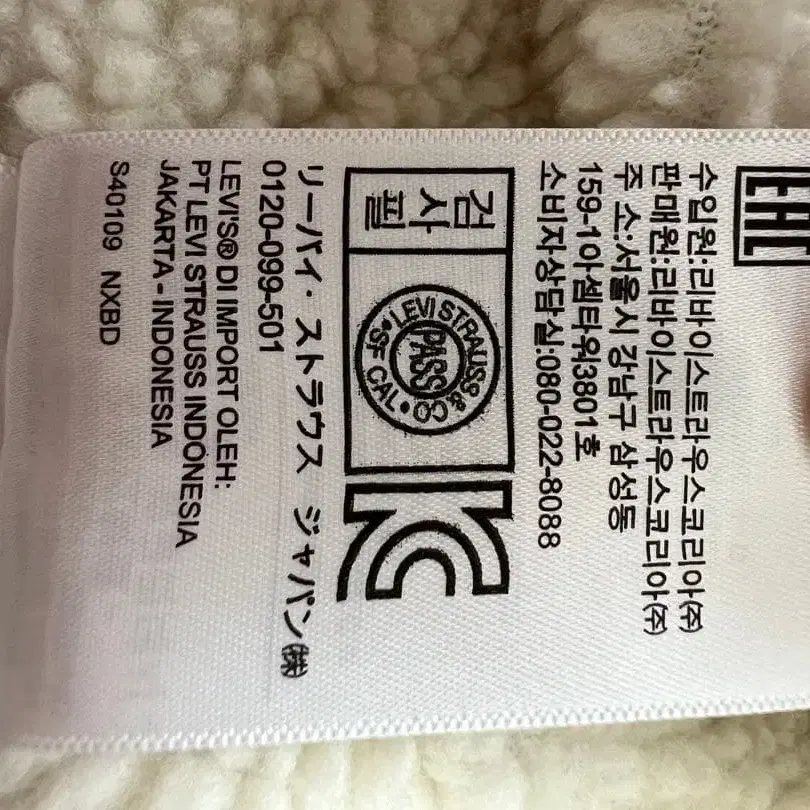 EAC
수입원:리바이스트라우스코리아(주)
판매원:리바이스트라우스코리아(주)
주 소:서울시 강남구 삼성동
159-1아셈타워3801호
소비자상담실:080-022-8088
검사필
LEVI STRAUSS & CO
PASS
•SF CAL•
KC
リーバイ・ストラウス ジャパン㈱
0120-099-501
LEVI'S® DI IMPORT OLEH:
PT LEVI STRAUSS INDONESIA
JAKARTA - INDONESIA
S40109 NXBD